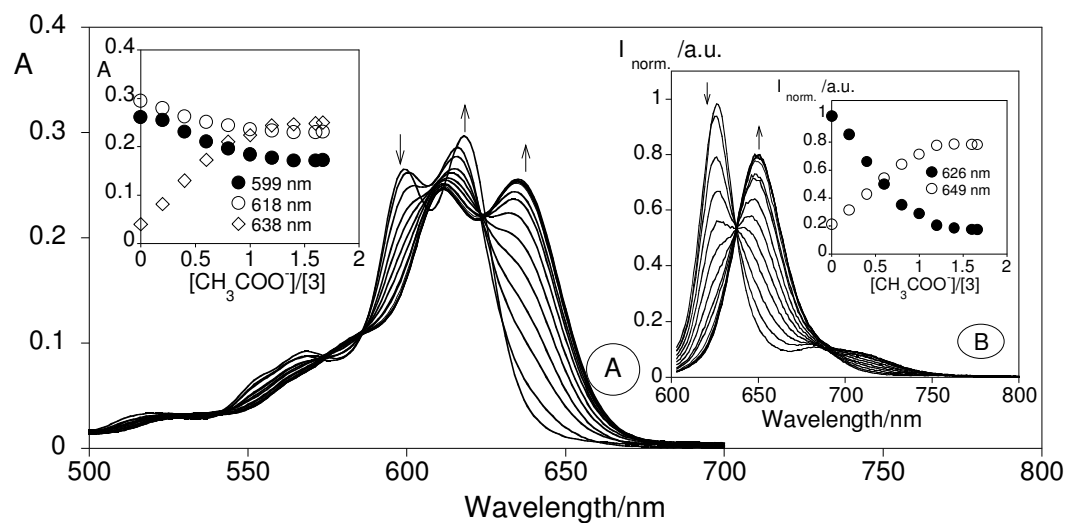 A
0.4
0.3
0.2
0.1
0
500 550 600 650 700 750 800
Wavelength/nm
A
0.4
A
0.3
0.2
0.1
0
0 0.5 1 1.5 2
[CH₃COO⁻]/[3]
599 nm
618 nm
638 nm
I norm. /a.u.
1
0.8
0.6
0.4
0.2
0
600 650 700 750 800
Wavelength/nm
B
I norm. /a.u.
1
0.8
0.6
0.4
0.2
0
0 0.5 1 1.5 2
[CH₃COO⁻]/[3]
626 nm
649 nm